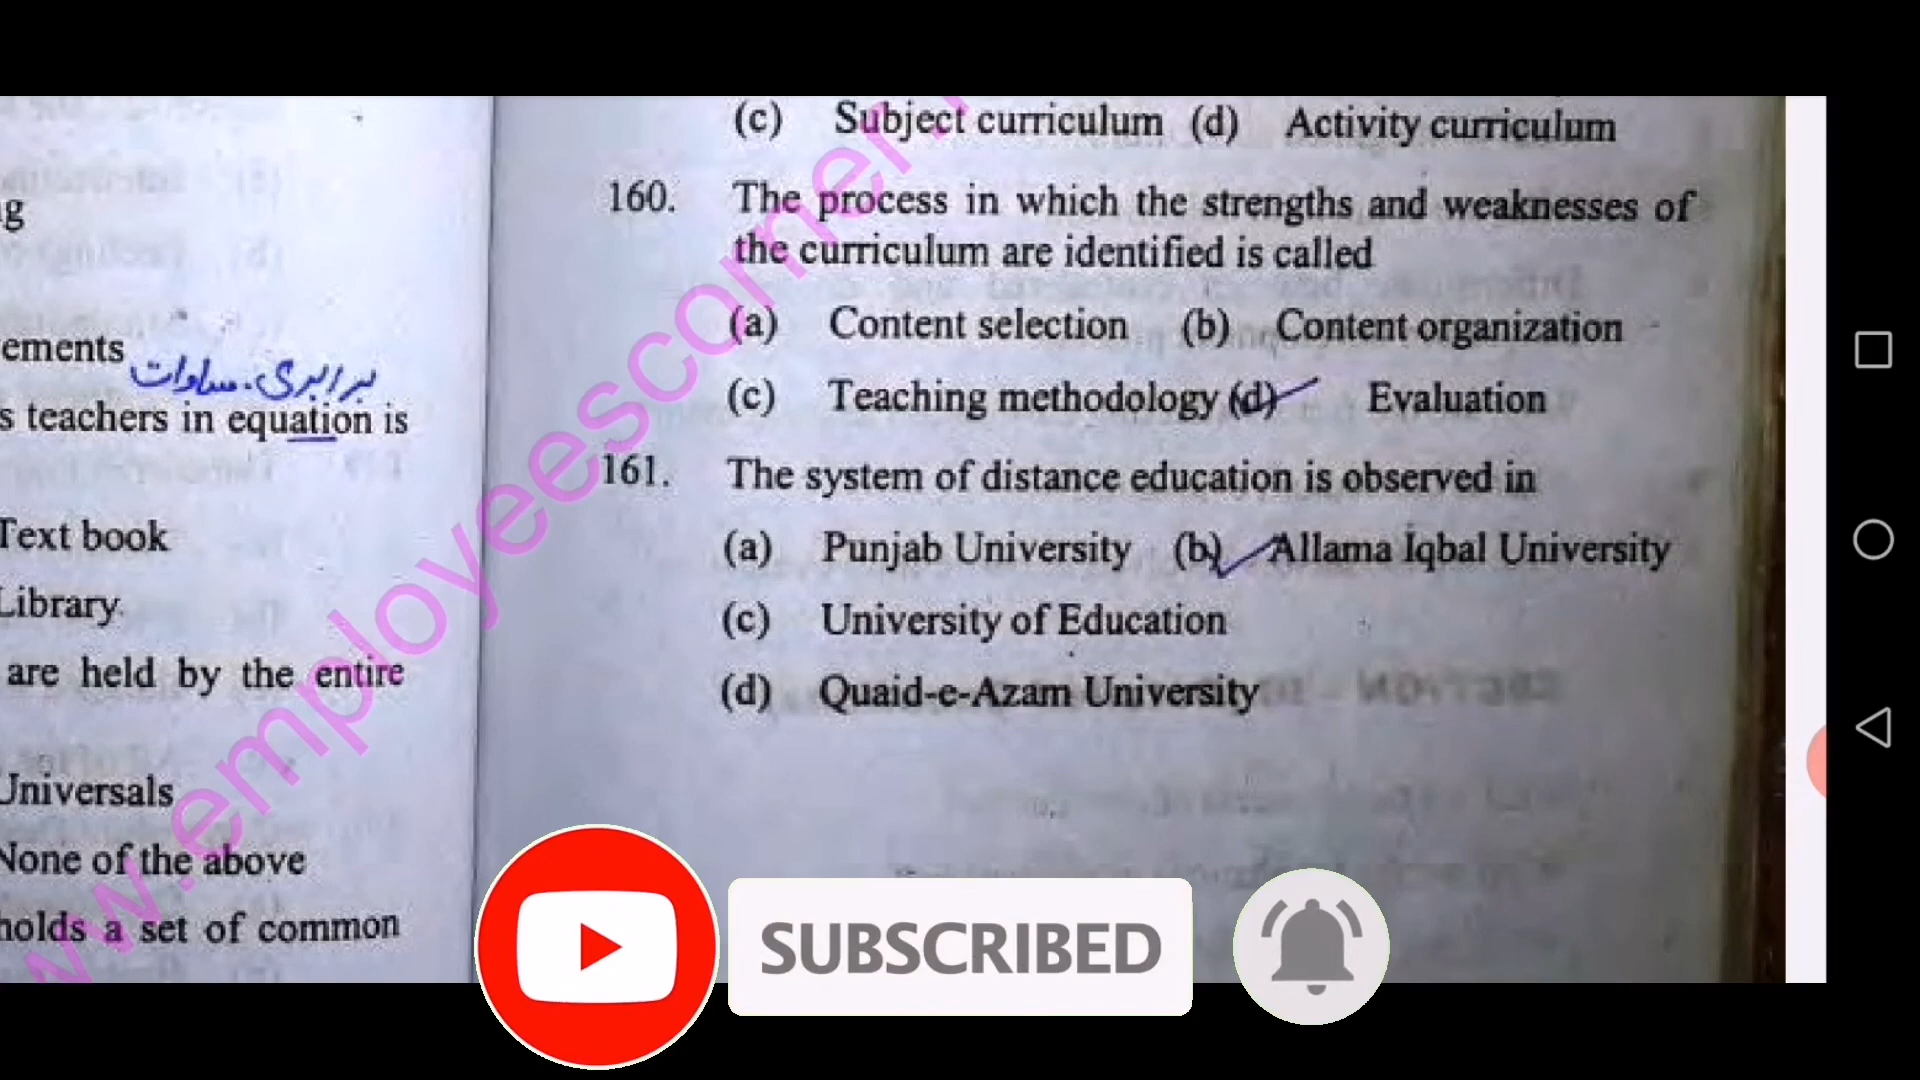 g
ements
برابری۔مساوات
s teachers in equation is
Text book
Library
are held by the entire
Universals
None of the above
holds a set of common
(c) Subject curriculum (d) Activity curriculum
160. The process in which the strengths and weaknesses of
the curriculum are identified is called
(a) Content selection (b) Content organization
(c) Teaching methodology (d) Evaluation
161. The system of distance education is observed in
(a) Punjab University (b) Allama Iqbal University
(c) University of Education
(d) Quaid-e-Azam University
w.employeescorner.
SUBSCRIBED